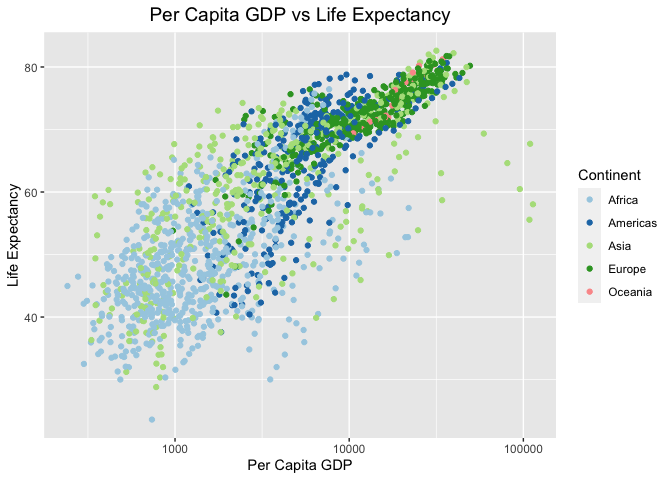 Per Capita GDP vs Life Expectancy
80
60
40
Life Expectancy
1000
10000
100000
Per Capita GDP
Continent
Africa
Americas
Asia
Europe
Oceania